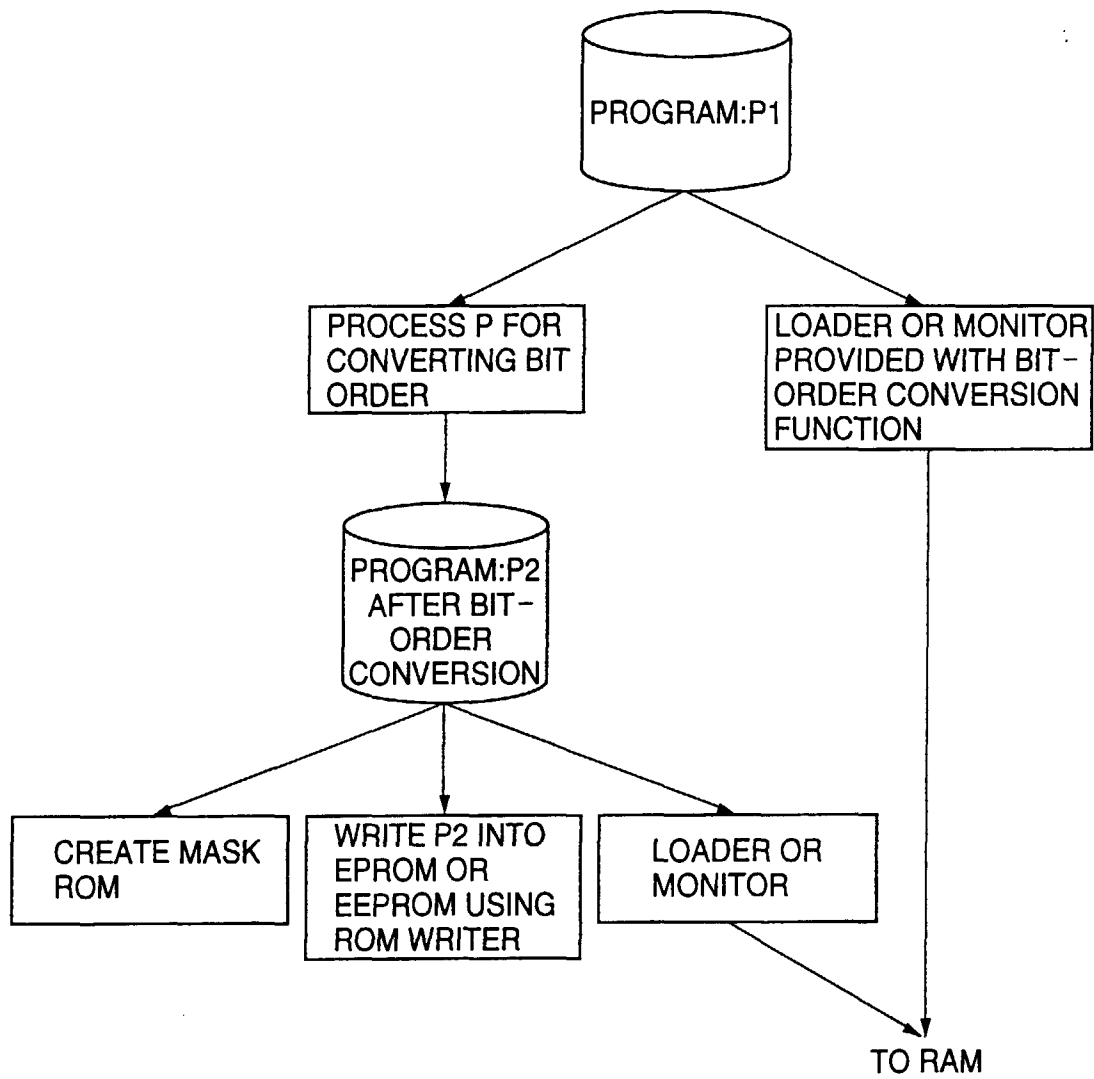 PROGRAM:P1
PROCESS P FOR
CONVERTING BIT
ORDER
LOADER OR MONITOR
PROVIDED WITH BIT-
ORDER CONVERSION
FUNCTION
PROGRAM:P2
AFTER BIT-
ORDER
CONVERSION
CREATE MASK
ROM
WRITE P2 INTO
EPROM OR
EEPROM USING
ROM WRITER
LOADER OR
MONITOR
TO RAM